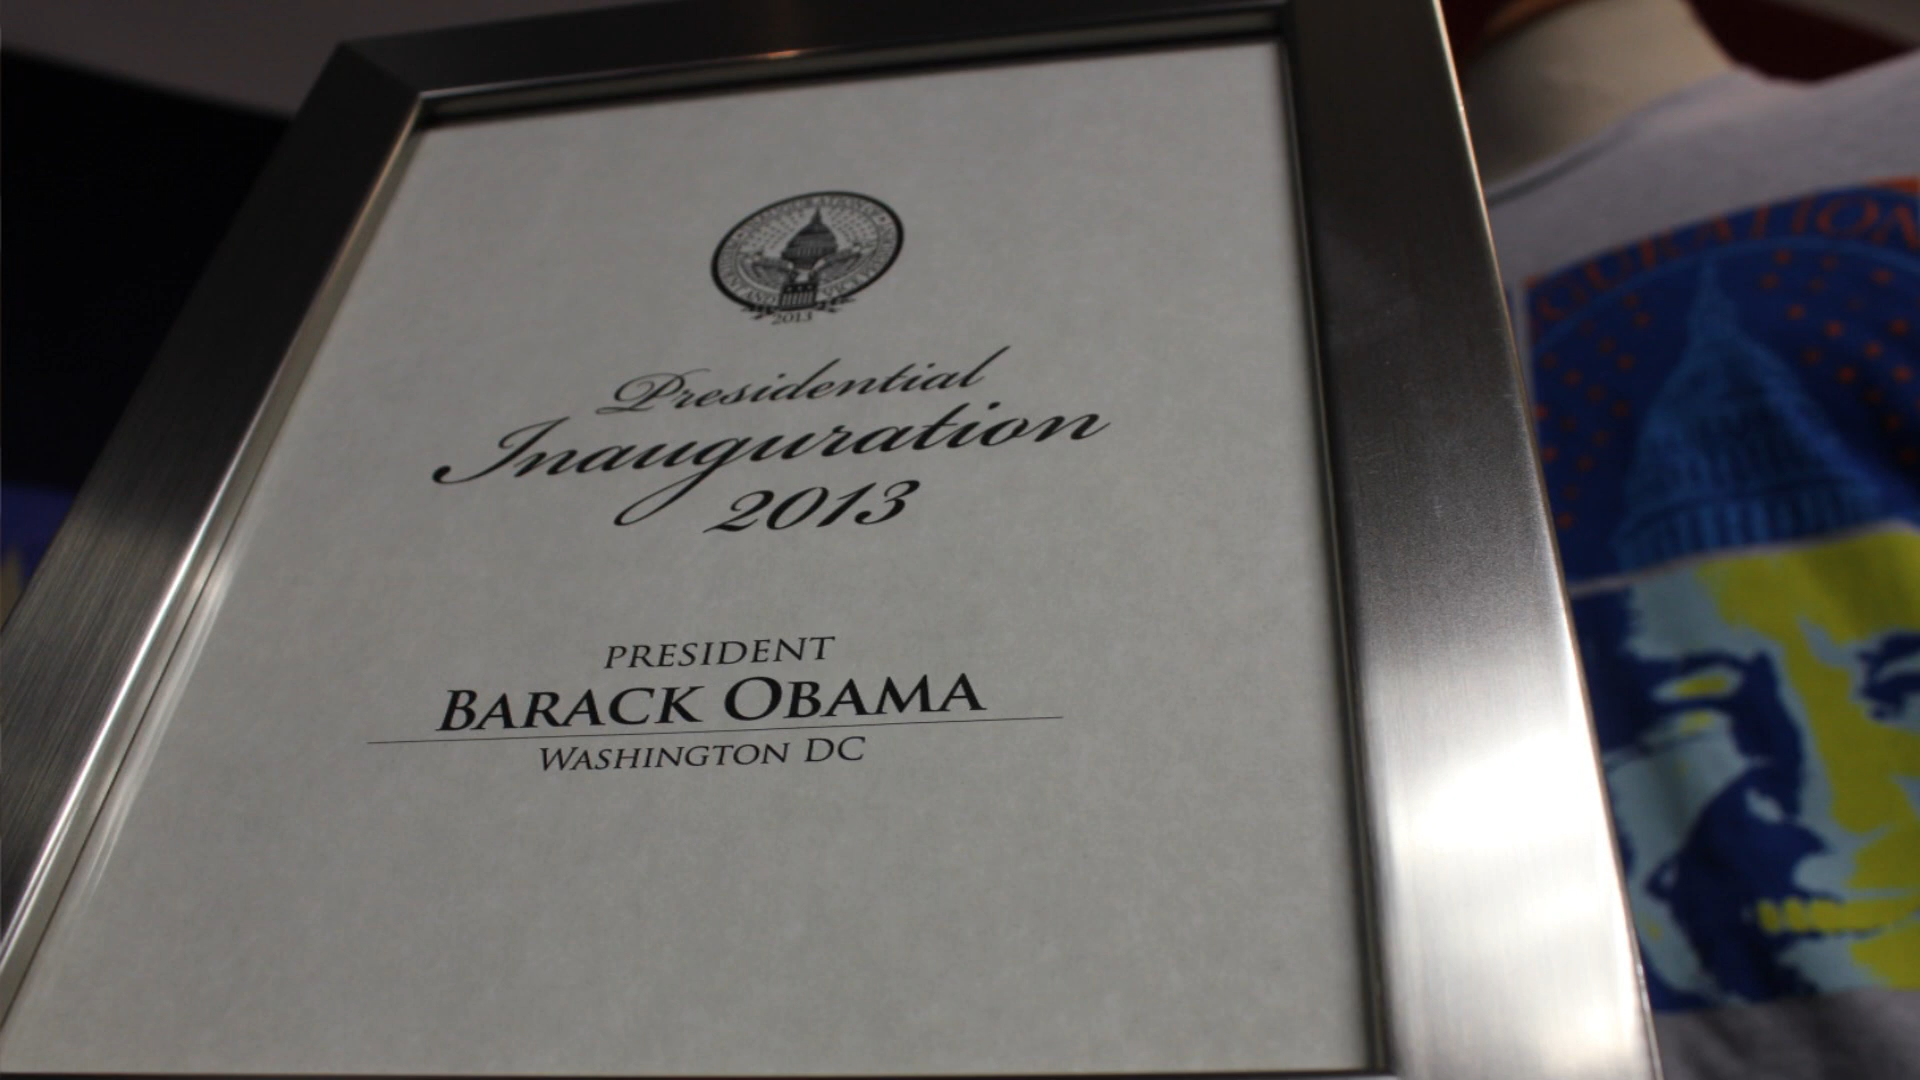 2013
Presidential
Inauguration
2013
PRESIDENT
BARACK OBAMA
WASHINGTON DC